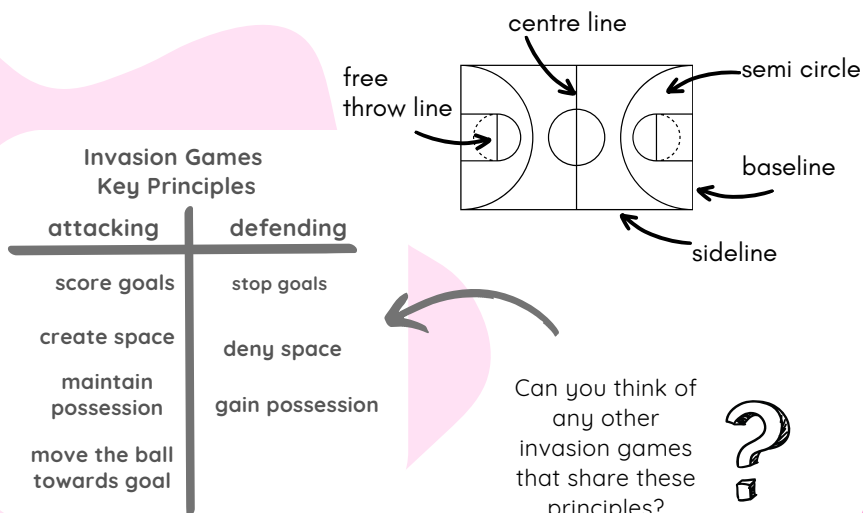 centre line
free
throw line
semi circle
baseline
sideline
Invasion Games
Key Principles
attacking
defending
score goals
stop goals
create space
deny space
maintain
possession
gain possession
move the ball
towards goal
Can you think of
any other
invasion games
that share these
principles?
?